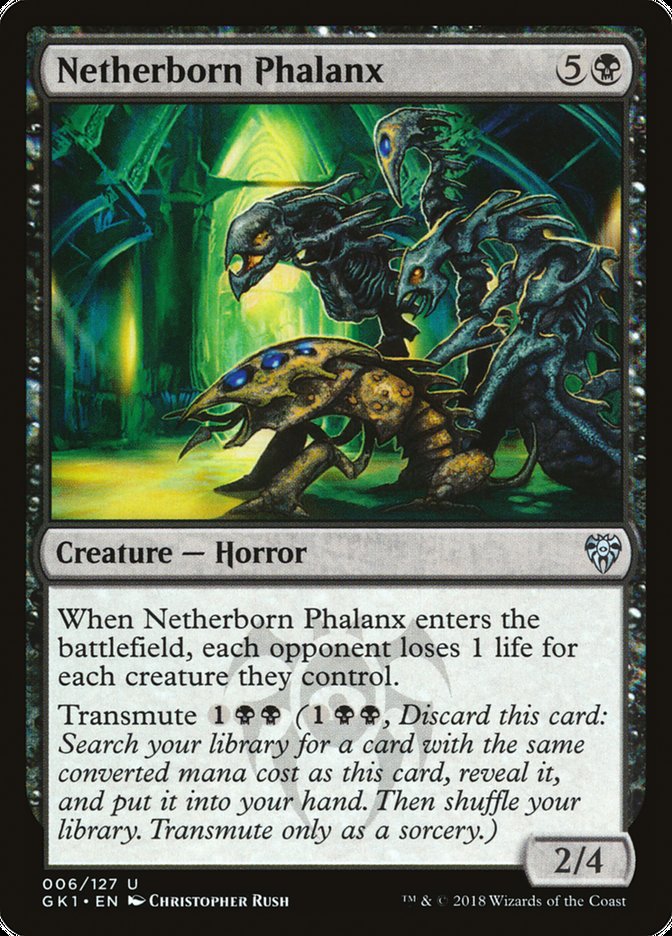 Netherborn Phalanx 5
Creature — Horror
When Netherborn Phalanx enters the
battlefield, each opponent loses 1 life for
each creature they control.
Transmute 1 (1, Discard this card:
Search your library for a card with the same
converted mana cost as this card, reveal it,
and put it into your hand. Then shuffle your
library. Transmute only as a sorcery.)
2/4
006/127 U
GK1 • EN Christopher Rush ™ & © 2018 Wizards of the Coast